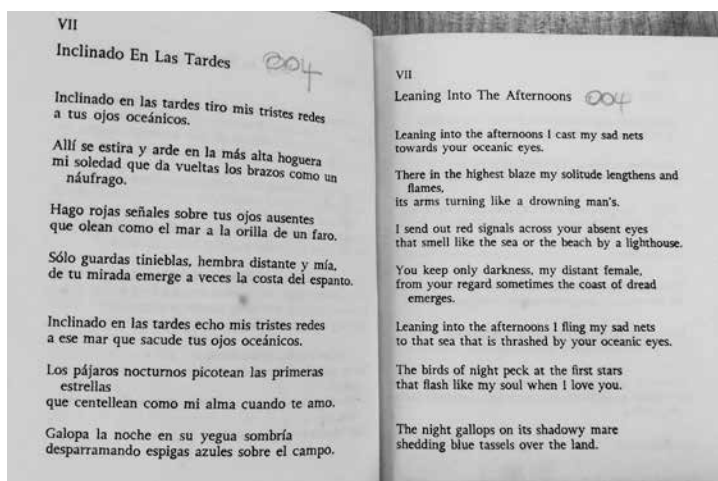 VII
Inclinado En Las Tardes 004
Inclinado en las tardes tiro mis tristes redes
a tus ojos oceánicos.
Allí se estira y arde en la más alta hoguera
mi soledad que da vueltas los brazos como un
náufrago.
Hago rojas señales sobre tus ojos ausentes
que olean como el mar a la orilla de un faro.
Sólo guardas tinieblas, hembra distante y mía,
de tu mirada emerge a veces la costa del espanto.
Inclinado en las tardes echo mis tristes redes
a ese mar que sacude tus ojos oceánicos.
Los pájaros nocturnos picotean las primeras
estrellas
que centellean como mi alma cuando te amo.
Galopa la noche en su yegua sombría
desparramando espigas azules sobre el campo.
VII
Leaning Into The Afternoons 004
Leaning into the afternoons I cast my sad nets
towards your oceanic eyes.
There in the highest blaze my solitude lengthens and
flames,
its arms turning like a drowning man's.
I send out red signals across your absent eyes
that smell like the sea or the beach by a lighthouse.
You keep only darkness, my distant female,
from your regard sometimes the coast of dread
emerges.
Leaning into the afternoons I fling my sad nets
to that sea that is thrashed by your oceanic eyes.
The birds of night peck at the first stars
that flash like my soul when I love you.
The night gallops on its shadowy mare
shedding blue tassels over the land.